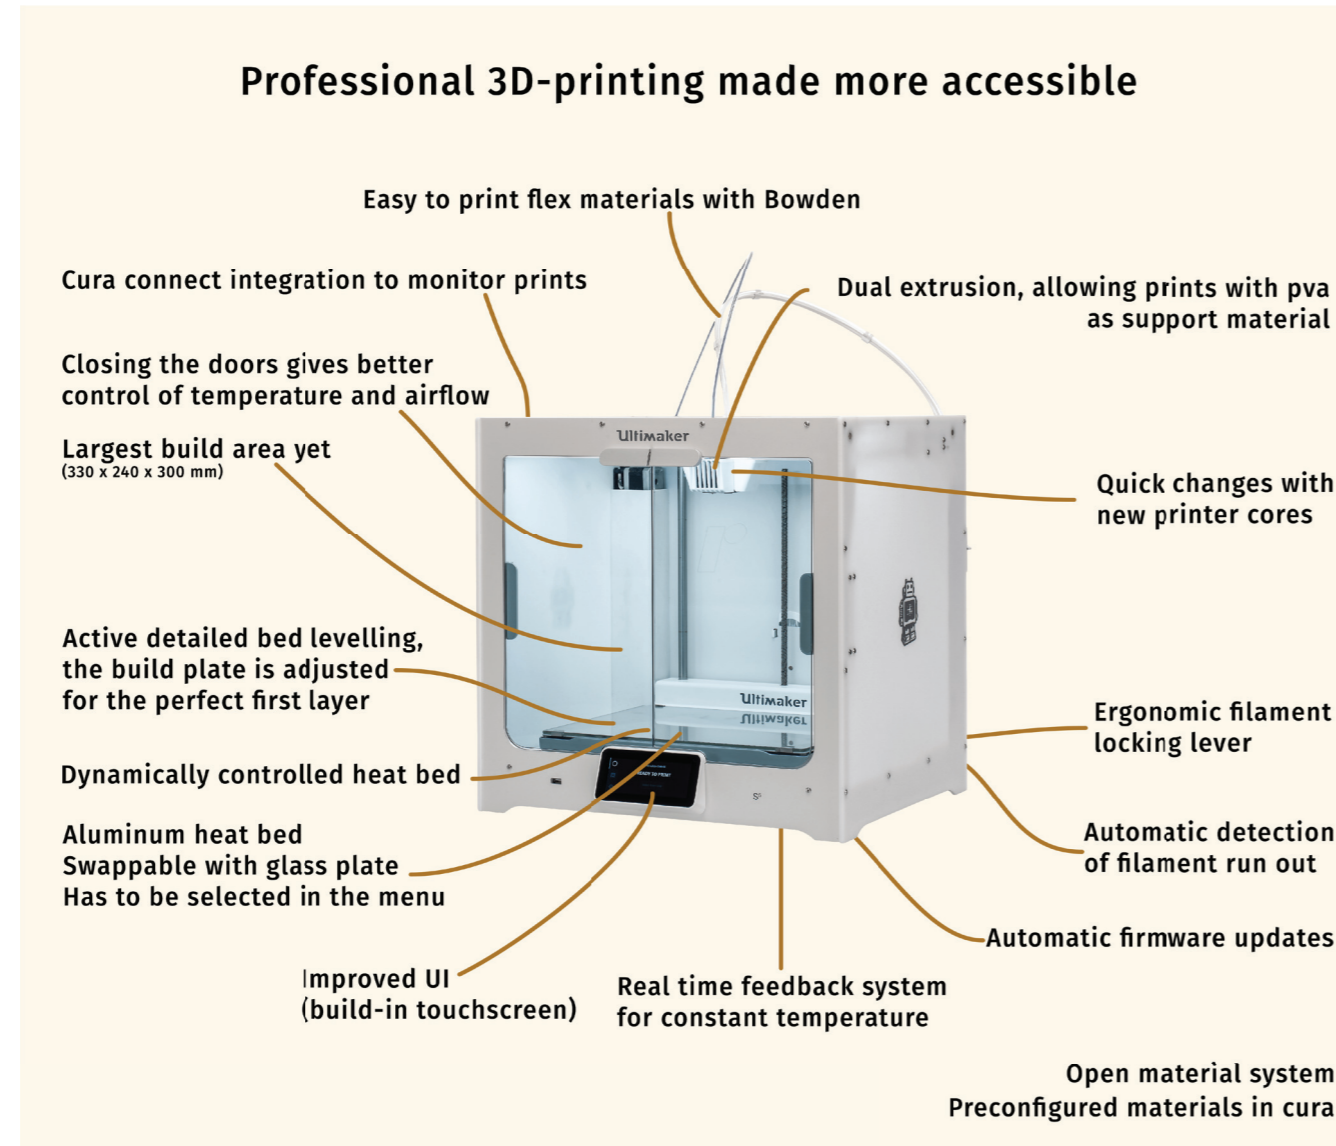 Professional 3D-printing made more accessible
Easy to print flex materials with Bowden
Cura connect integration to monitor prints
Dual extrusion, allowing prints with pva
as support material
Closing the doors gives better
control of temperature and airflow
Largest build area yet
(330 x 240 x 300 mm)
Ultimaker
Quick changes with
new printer cores
Active detailed bed levelling,
the build plate is adjusted
for the perfect first layer
Ultimaker
Ultimaker
Ergonomic filament
locking lever
Dynamically controlled heat bed
READY TO PRINT
S5
Aluminum heat bed
Swappable with glass plate
Has to be selected in the menu
Automatic detection
of filament run out
Automatic firmware updates
Improved UI
(build-in touchscreen)
Real time feedback system
for constant temperature
Open material system
Preconfigured materials in cura